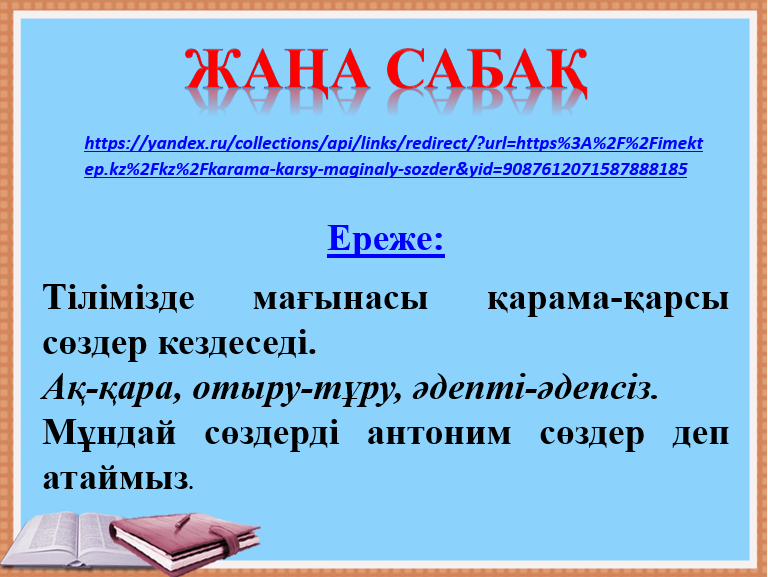 ЖАҢА САБАҚ
https://yandex.ru/collections/api/links/redirect/?url=https%3A%2F%2Fimekt
ep.kz%2Fkz%2Fkarama-karsy-maginaly-sozder&yid=9087612071587888185
Ереже:
Тілімізде мағынасы қарама-қарсы
сөздер кездеседі.
Ақ-қара, отыру-тұру, әдепті-әдепсіз.
Мұндай сөздерді антоним сөздер деп
атаймыз.